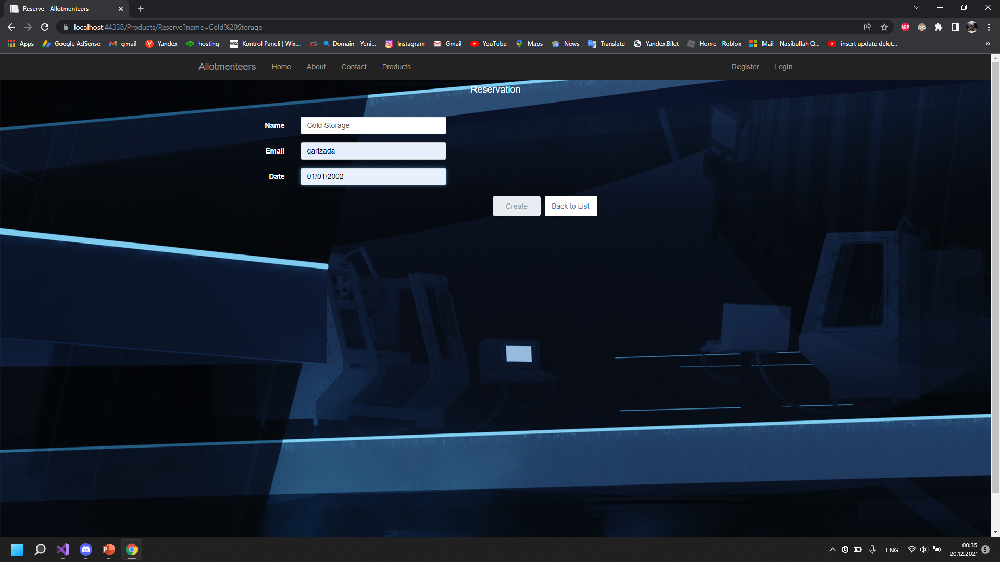 Reserve - Allotmenteers
localhost:44338/Products/Reserve?name=Cold%20Storage
ABP
Apps Google AdSense gmail Yandex hosting WIX Kontrol Paneli | Wix.... Domain - Yeni... Instagram Gmail YouTube Maps News Translate Yandex.Bilet Home - Roblox Mail - Nasibullah Q... insert update delet... »
Allotmenteers Home About Contact Products Register Login
Reservation
Name Cold Storage
Email qarizada
Date 01/01/2002
Create Back to List
ENG
00:35
20.12.2021
5